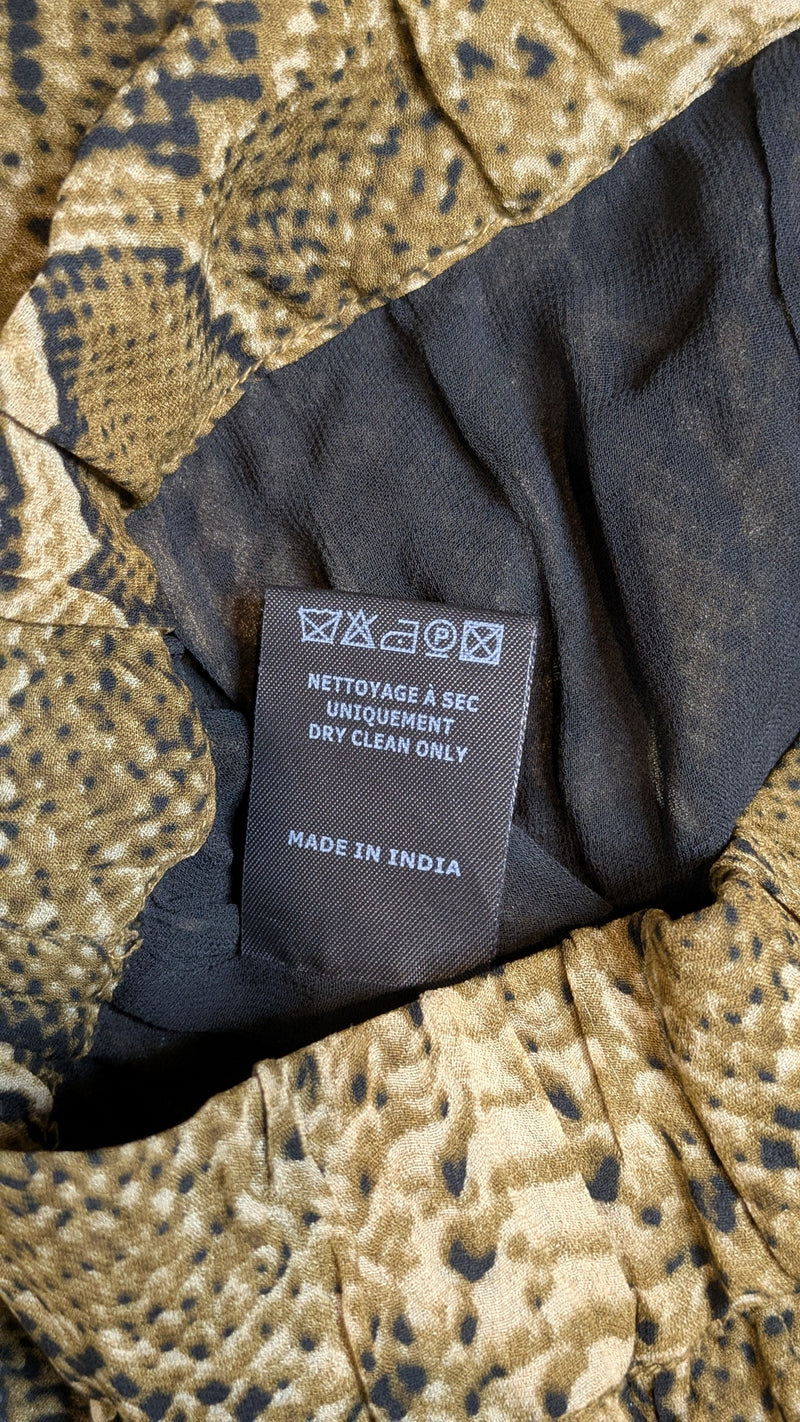 P
NETTOYAGE À SEC
UNIQUEMENT
DRY CLEAN ONLY
MADE IN INDIA